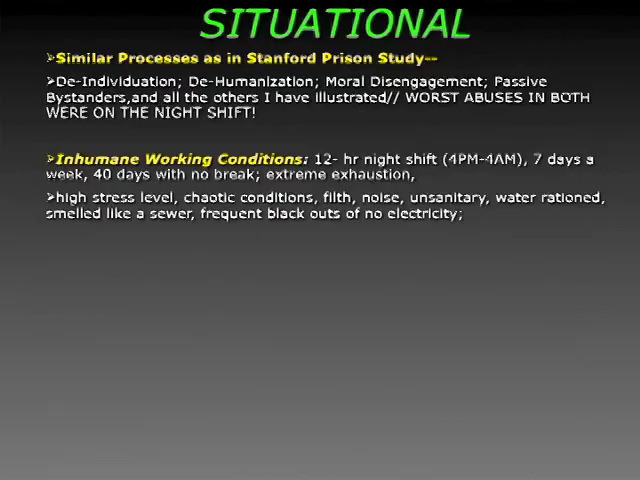 SITUATIONAL
➢Similar Processes as in Stanford Prison Study--
➢De-Individuation; De-Humanization; Moral Disengagement; Passive
Bystanders,and all the others I have illustrated// WORST ABUSES IN BOTH
WERE ON THE NIGHT SHIFT!
➢Inhumane Working Conditions: 12- hr night shift (4PM-4AM), 7 days a
week, 40 days with no break; extreme exhaustion,
➢high stress level, chaotic conditions, filth, noise, unsanitary, water rationed,
smelled like a sewer, frequent black outs of no electricity;